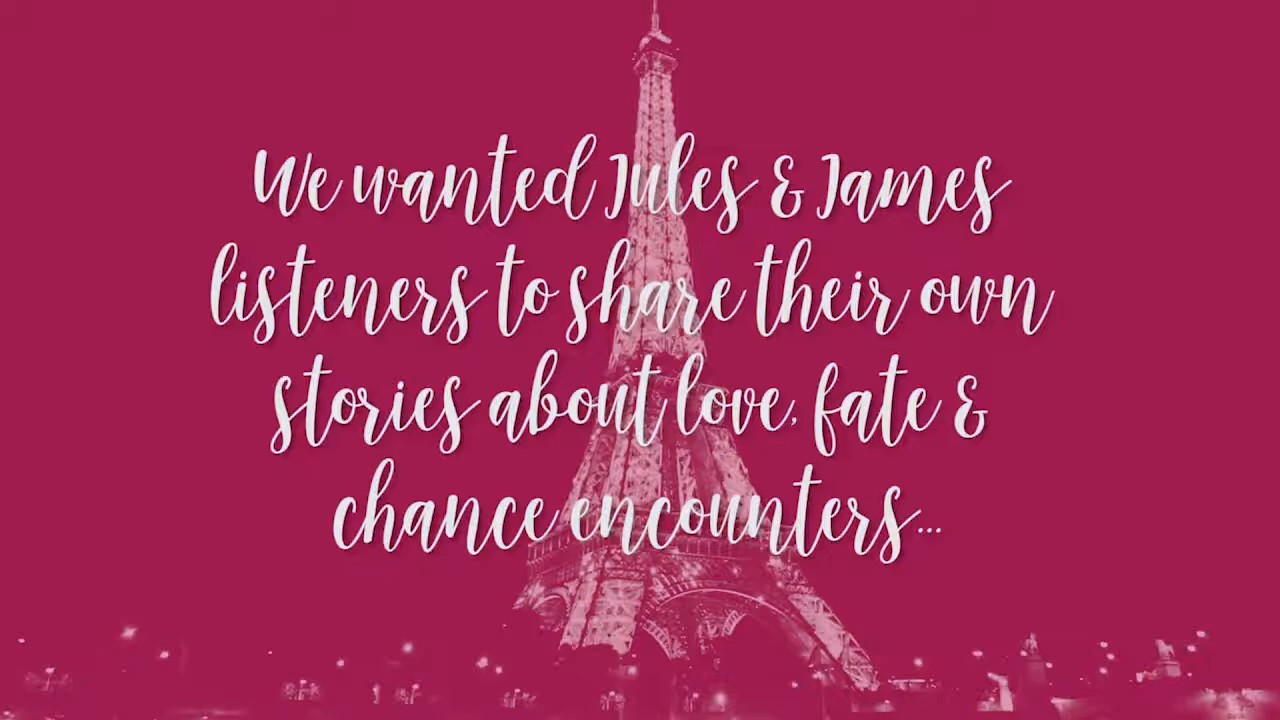 We wanted Jules & James
listeners to share their own
stories about love, fate &
chance encounters...